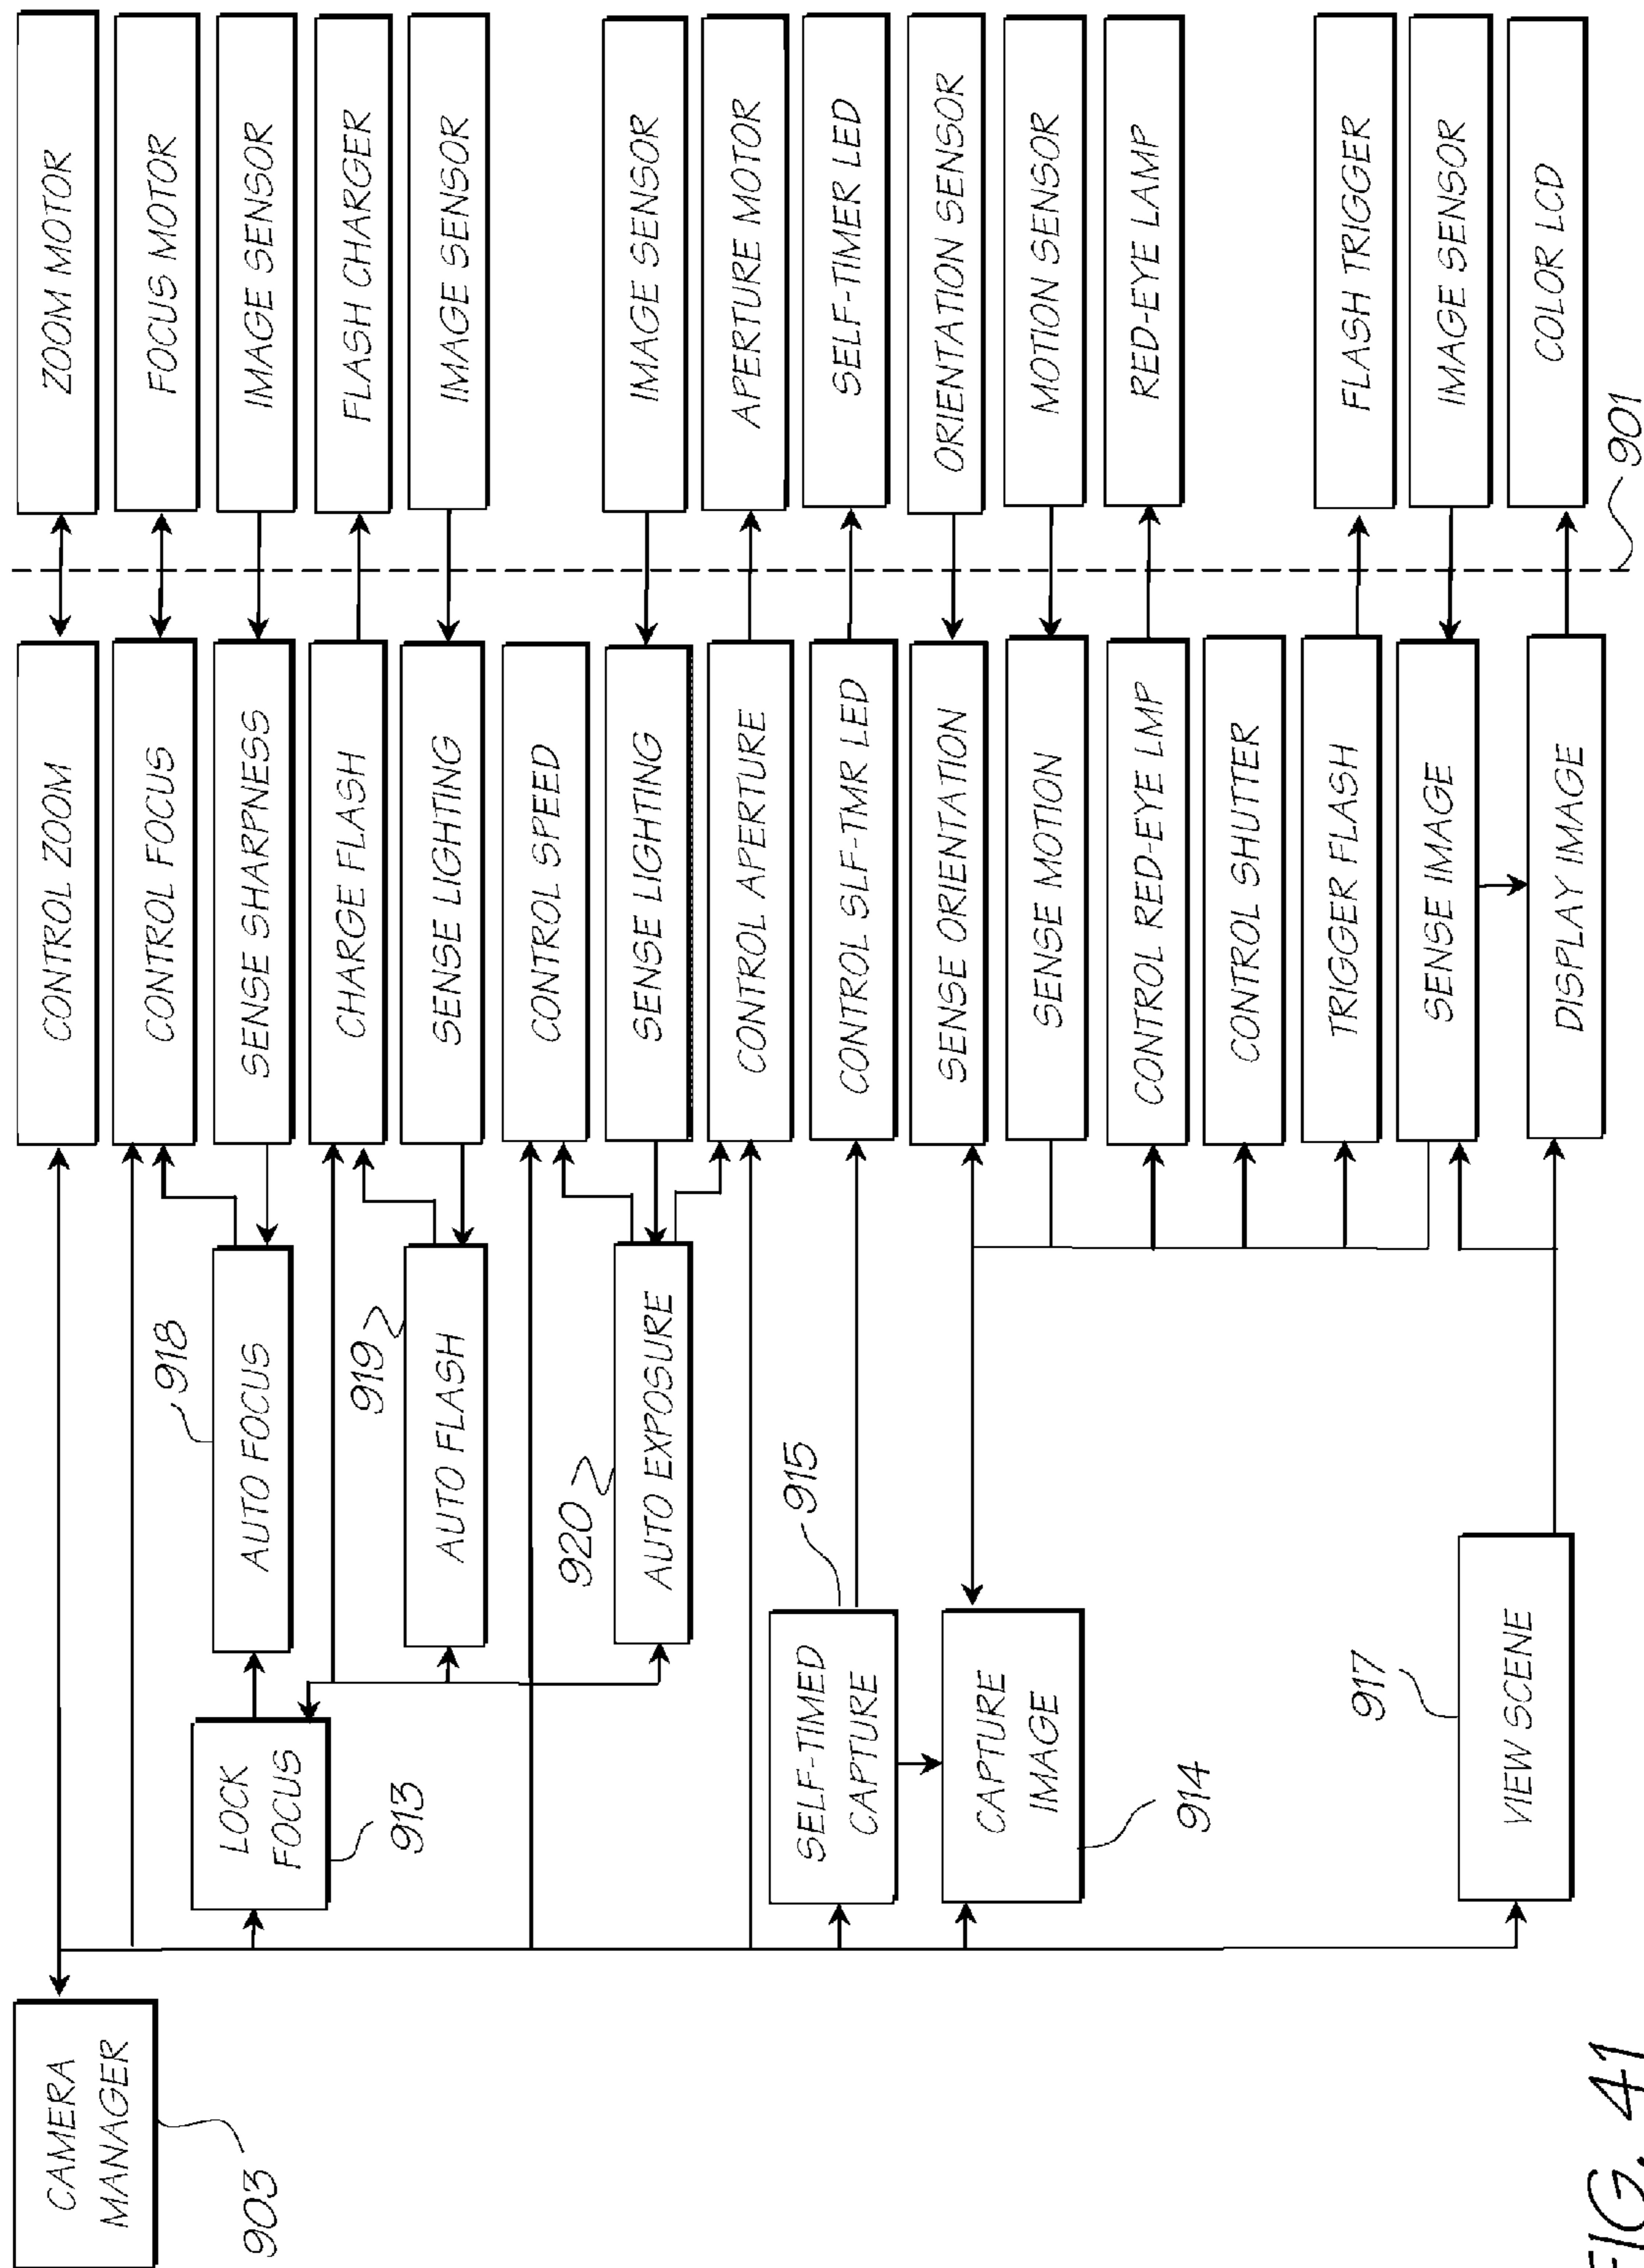 CAMERA
MANAGER
903
LOCK
FOCUS
913
SELF-TIMED
CAPTURE
915
CAPTURE
IMAGE
914
VIEW SCENE
917
AUTO FOCUS
918
AUTO FLASH
919
AUTO EXPOSURE
920
CONTROL ZOOM
CONTROL FOCUS
SENSE SHARPNESS
CHARGE FLASH
SENSE LIGHTING
CONTROL SPEED
SENSE LIGHTING
CONTROL APERTURE
CONTROL SLF-TMR LED
SENSE ORIENTATION
SENSE MOTION
CONTROL RED-EYE LMP
CONTROL SHUTTER
TRIGGER FLASH
SENSE IMAGE
DISPLAY IMAGE
ZOOM MOTOR
FOCUS MOTOR
IMAGE SENSOR
FLASH CHARGER
IMAGE SENSOR
IMAGE SENSOR
APERTURE MOTOR
SELF-TIMER LED
ORIENTATION SENSOR
MOTION SENSOR
RED-EYE LAMP
FLASH TRIGGER
IMAGE SENSOR
COLOR LCD
901
FIG. 41